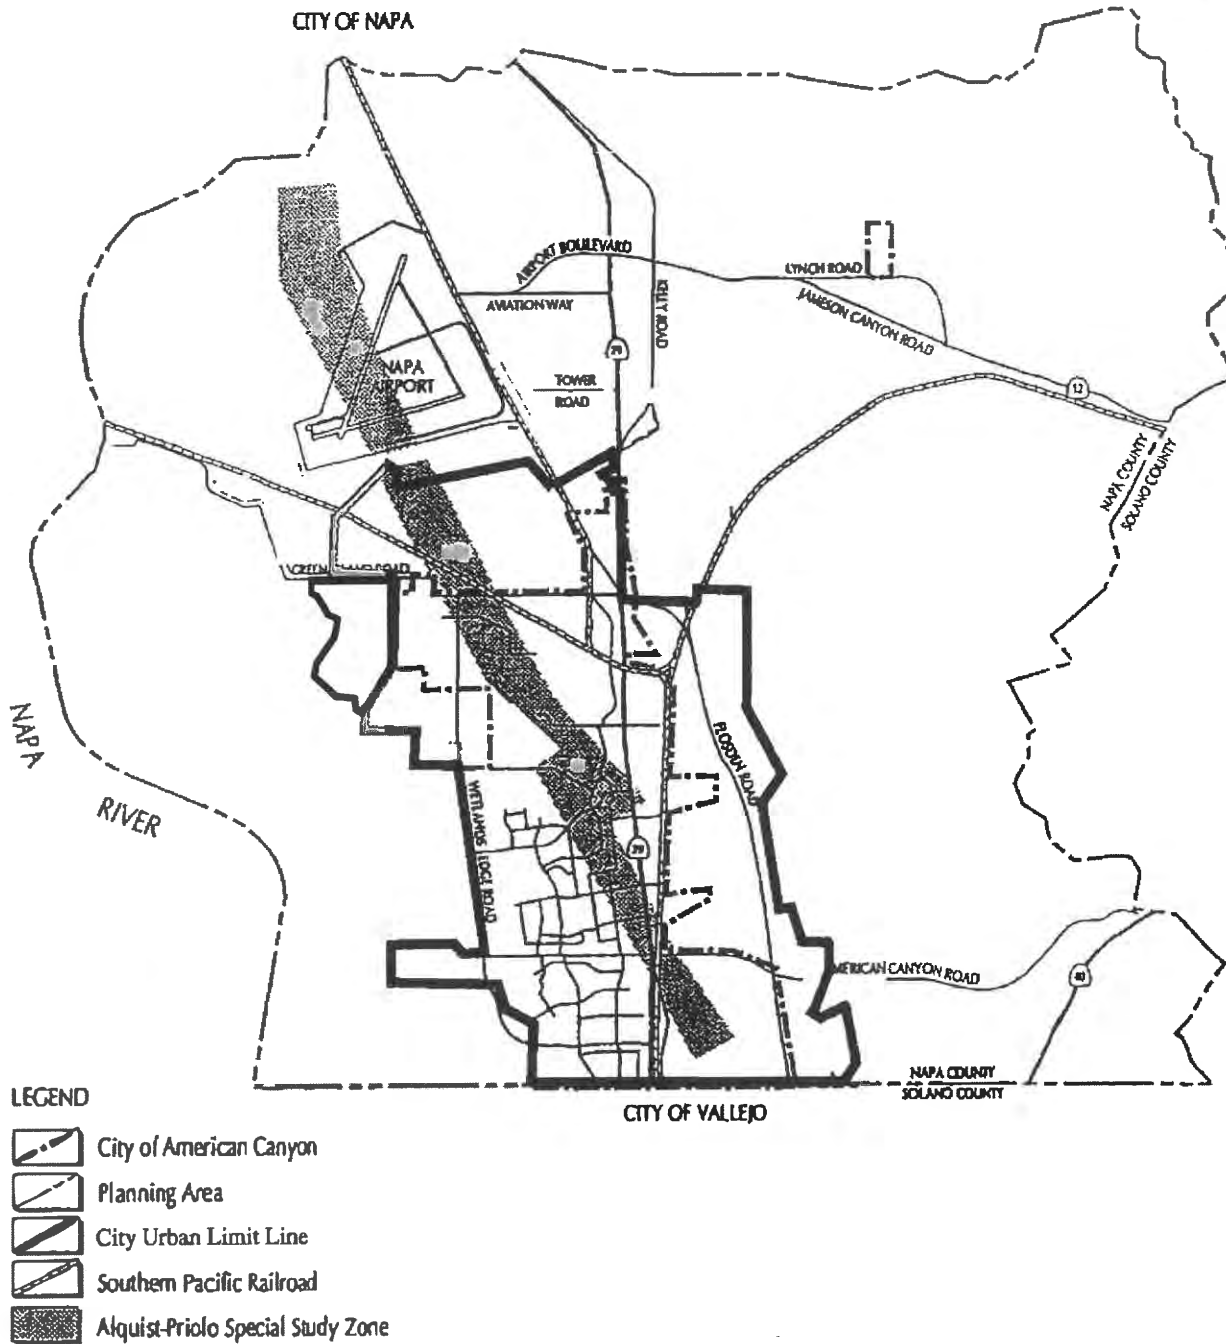 CITY OF NAPA
AIRPORT BOULEVARD
LYNCH ROAD
AVIATION WAY
KELLY ROAD
JAMESON CANYON ROAD
29
NAPA
AIRPORT
TOWER
ROAD
12
NAPA COUNTY
SOLANO COUNTY
NAPA
RIVER
FLOSDEN ROAD
WETLANDS EDGE ROAD
29
MERICAN CANYON ROAD
80
NAPA COUNTY
SOLANO COUNTY
CITY OF VALLEJO
LEGEND
City of American Canyon
Planning Area
City Urban Limit Line
Southern Pacific Railroad
Alquist-Priolo Special Study Zone